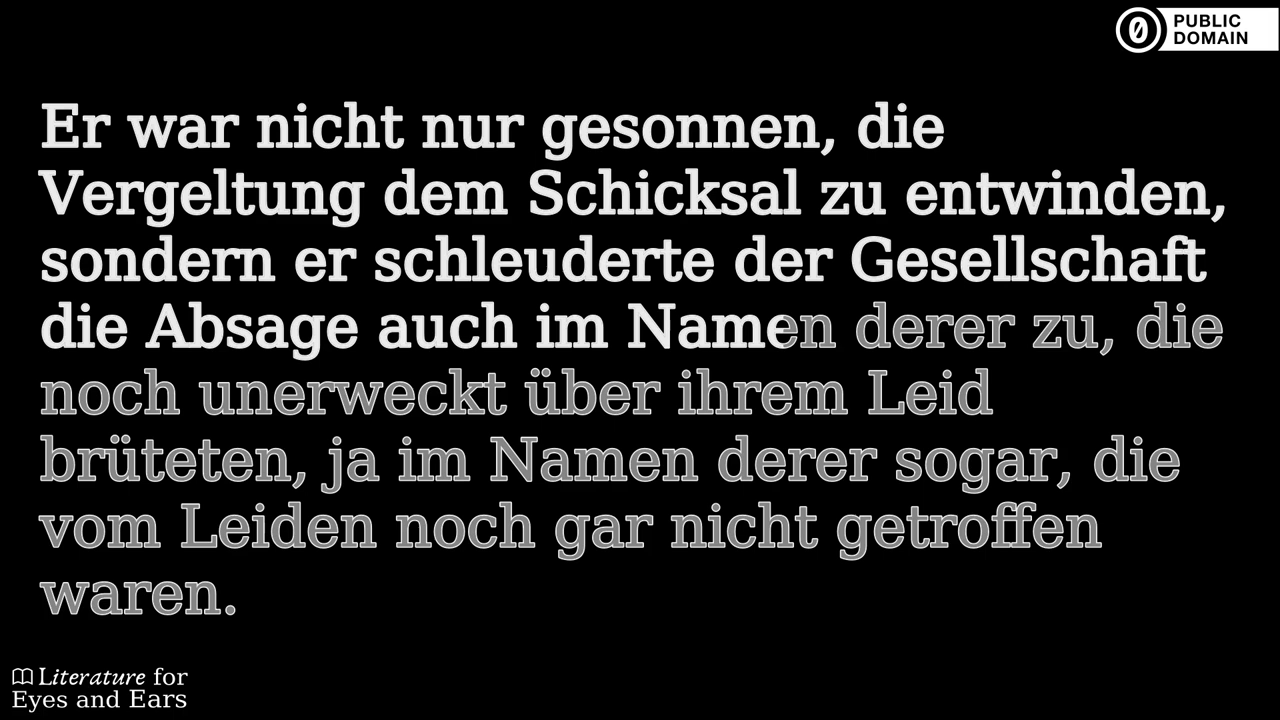 PUBLIC
DOMAIN
Er war nicht nur gesonnen, die
Vergeltung dem Schicksal zu entwinden,
sondern er schleuderte der Gesellschaft
die Absage auch im Namen derer zu, die
noch unerweckt über ihrem Leid
brüteten, ja im Namen derer sogar, die
vom Leiden noch gar nicht getroffen
waren.
Literature for
Eyes and Ears